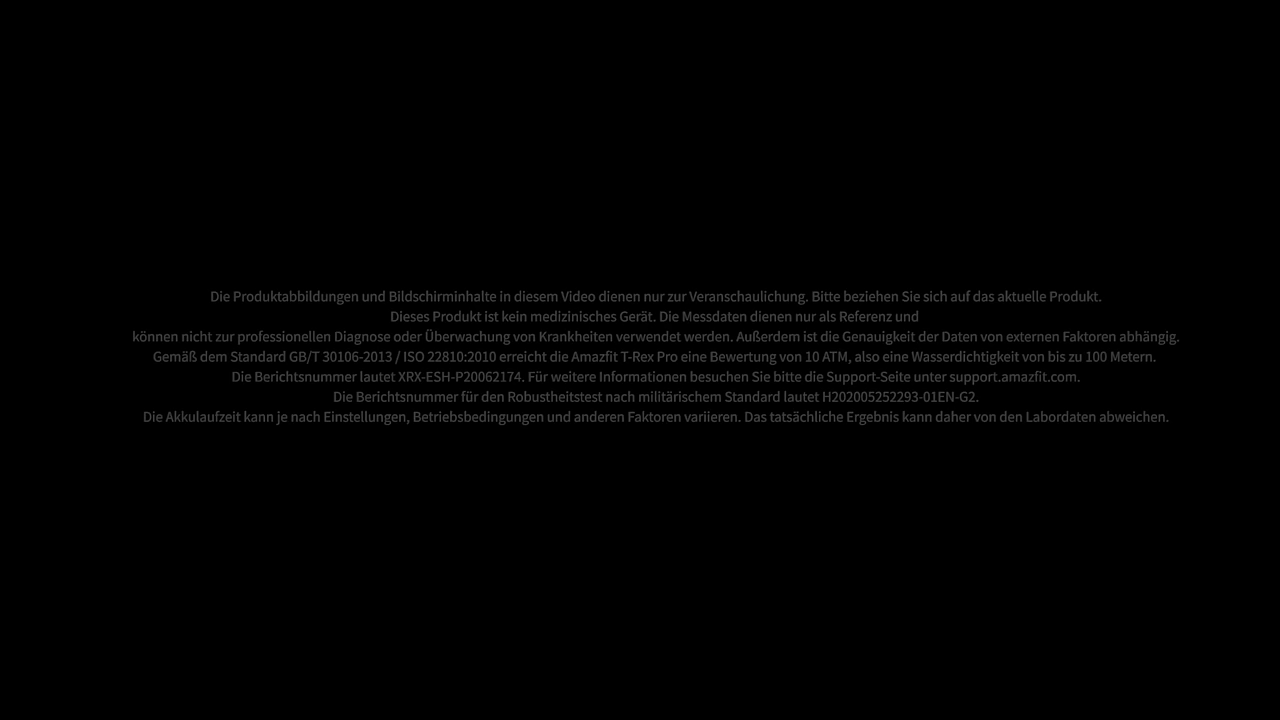 Die Produktabbildungen und Bildschirminhalte in diesem Video dienen nur zur Veranschaulichung. Bitte beziehen Sie sich auf das aktuelle Produkt.
Dieses Produkt ist kein medizinisches Gerät. Die Messdaten dienen nur als Referenz und
können nicht zur professionellen Diagnose oder Überwachung von Krankheiten verwendet werden. Außerdem ist die Genauigkeit der Daten von externen Faktoren abhängig.
Gemäß dem Standard GB/T 30106-2013 / ISO 22810:2010 erreicht die Amazfit T-Rex Pro eine Bewertung von 10 ATM, also eine Wasserdichtigkeit von bis zu 100 Metern.
Die Berichtsnummer lautet XRX-ESH-P20062174. Für weitere Informationen besuchen Sie bitte die Support-Seite unter support.amazfit.com.
Die Berichtsnummer für den Robustheitstest nach militärischem Standard lautet H202005252293-01EN-G2.
Die Akkulaufzeit kann je nach Einstellungen, Betriebsbedingungen und anderen Faktoren variieren. Das tatsächliche Ergebnis kann daher von den Labordaten abweichen.